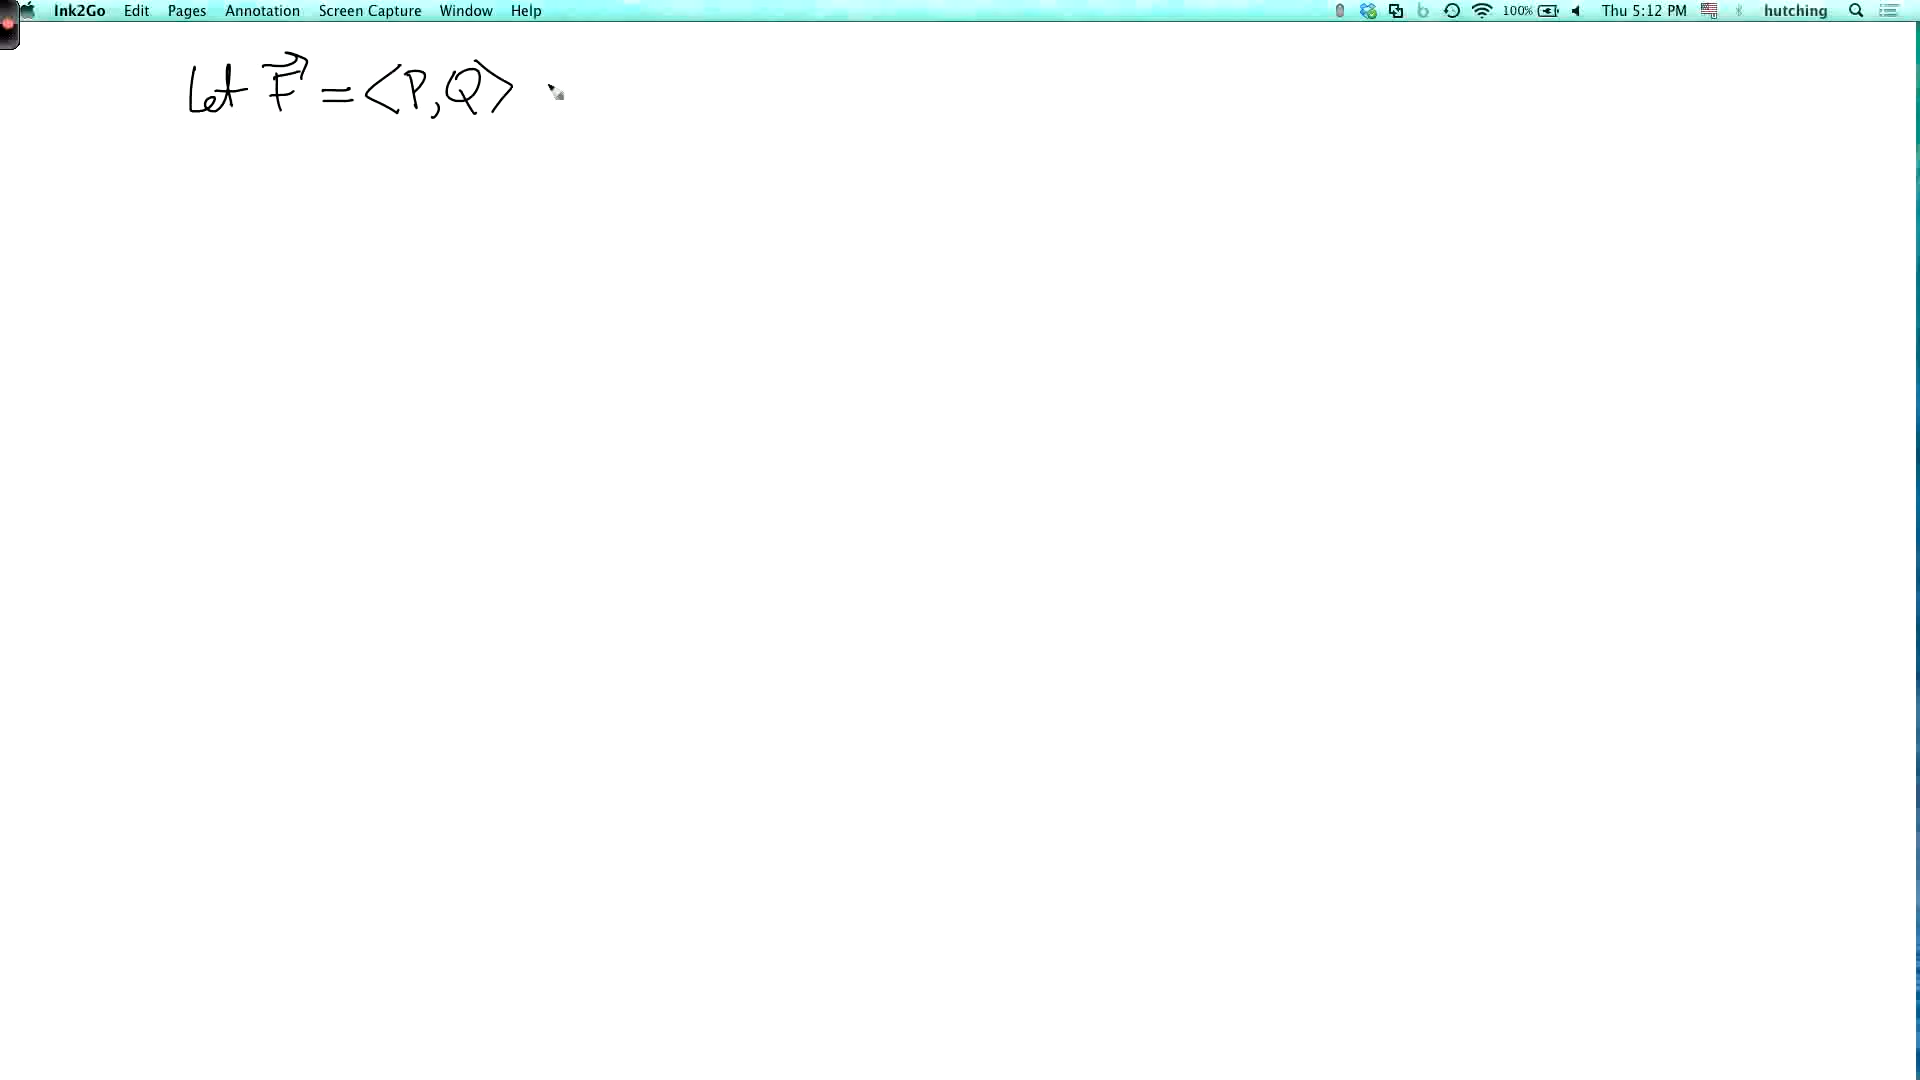 Ink2Go Edit Pages Annotation Screen Capture Window Help 100% Thu 5:12 PM hutching
Let F⃗ = <P, Q>